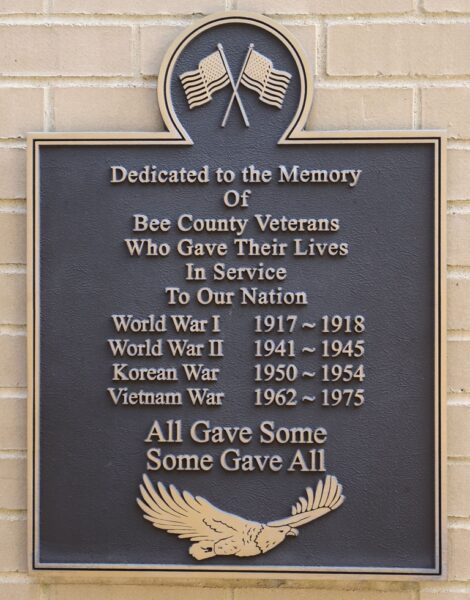 Dedicated to the Memory
Of
Bee County Veterans
Who Gave Their Lives
In Service
To Our Nation
World War I 1917 ~ 1918
World War II 1941 ~ 1945
Korean War 1950 ~ 1954
Vietnam War 1962 ~ 1975
All Gave Some
Some Gave All